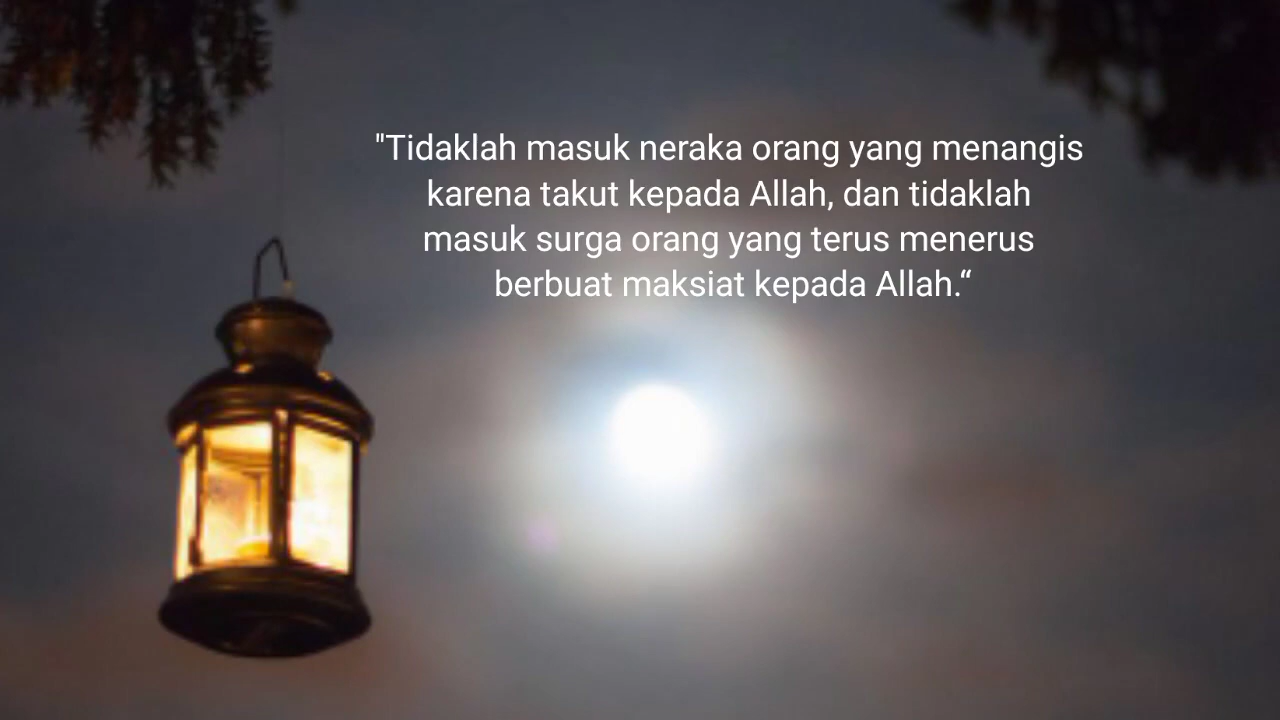 "Tidaklah masuk neraka orang yang menangis
karena takut kepada Allah, dan tidaklah
masuk surga orang yang terus menerus
berbuat maksiat kepada Allah.“